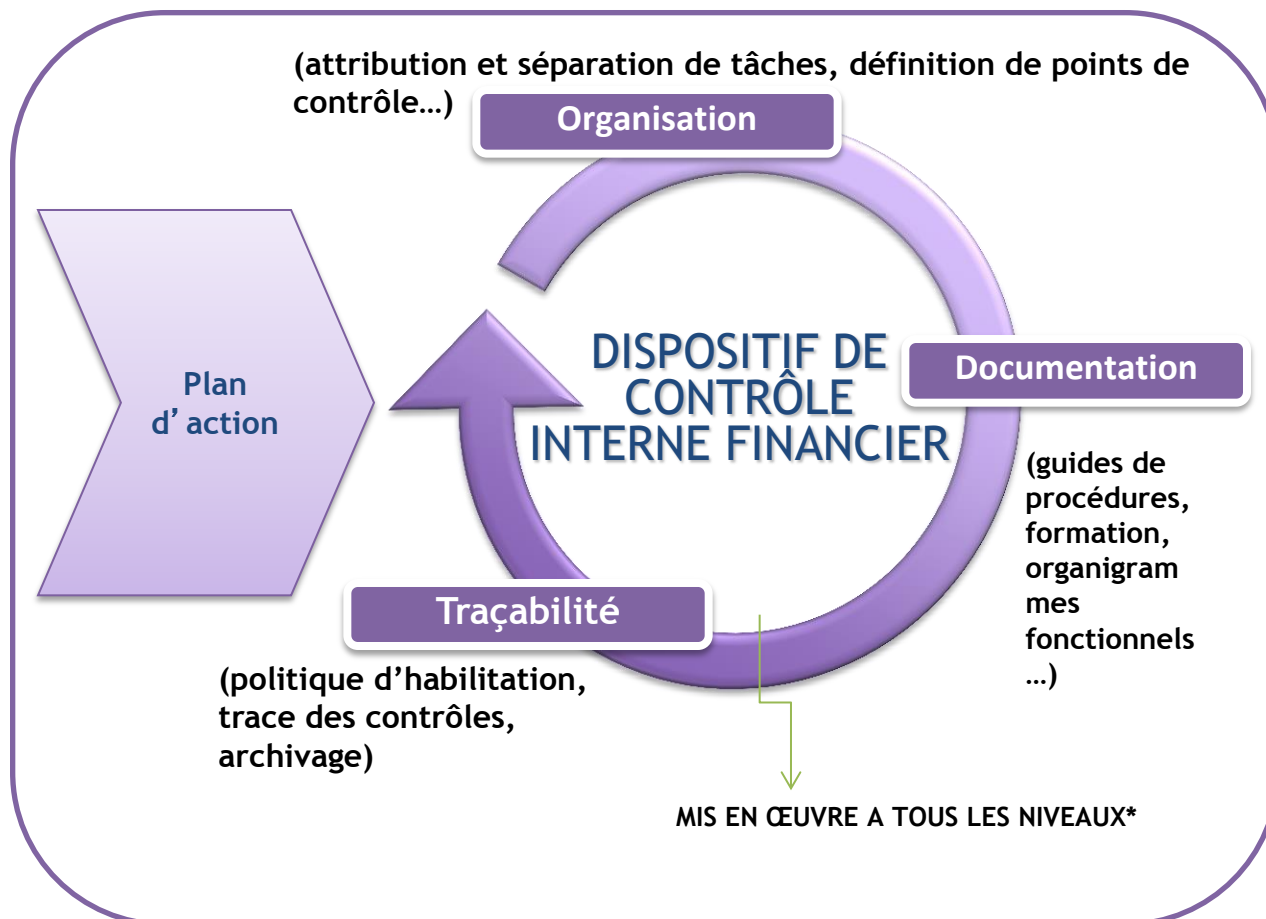 (attribution et séparation de tâches, définition de points de
contrôle…)
Organisation
Plan
d’ action
DISPOSITIF DE
CONTRÔLE
INTERNE FINANCIER
Documentation
(guides de
procédures,
formation,
organigram
mes
fonctionnels
…)
Traçabilité
(politique d’habilitation,
trace des contrôles,
archivage)
MIS EN ŒUVRE A TOUS LES NIVEAUX*